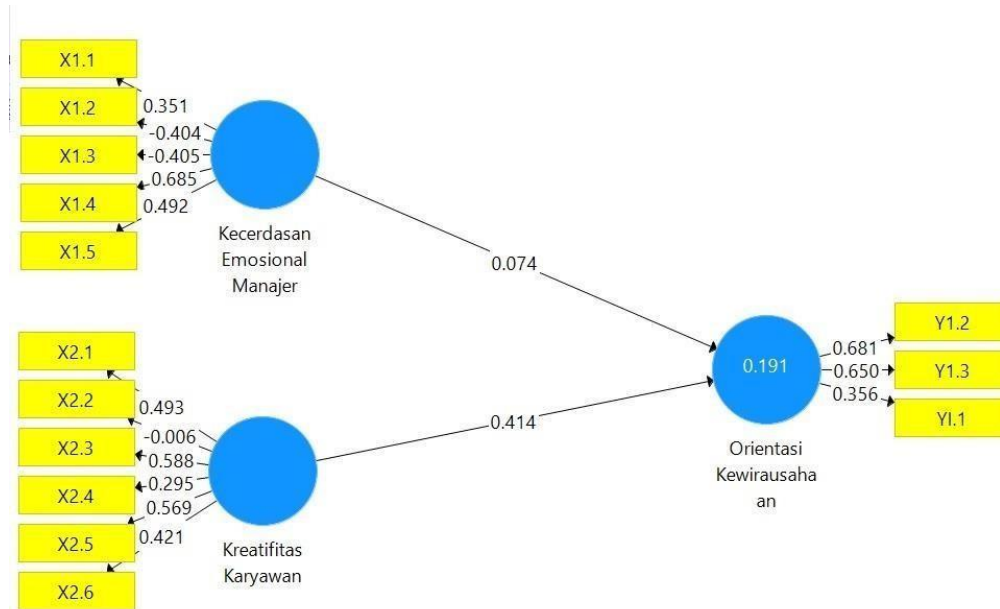 X1.1
X1.2
X1.3
X1.4
X1.5
0.351
-0.404
-0.405
0.685
0.492
Kecerdasan
Emosional
Manajer
0.074
X2.1
X2.2
X2.3
X2.4
X2.5
X2.6
0.493
-0.006
0.588
0.295
0.569
0.421
Kreatifitas
Karyawan
0.414
0.191
Orientasi
Kewirausaha
an
0.681
0.650
0.356
Y1.2
Y1.3
YI.1